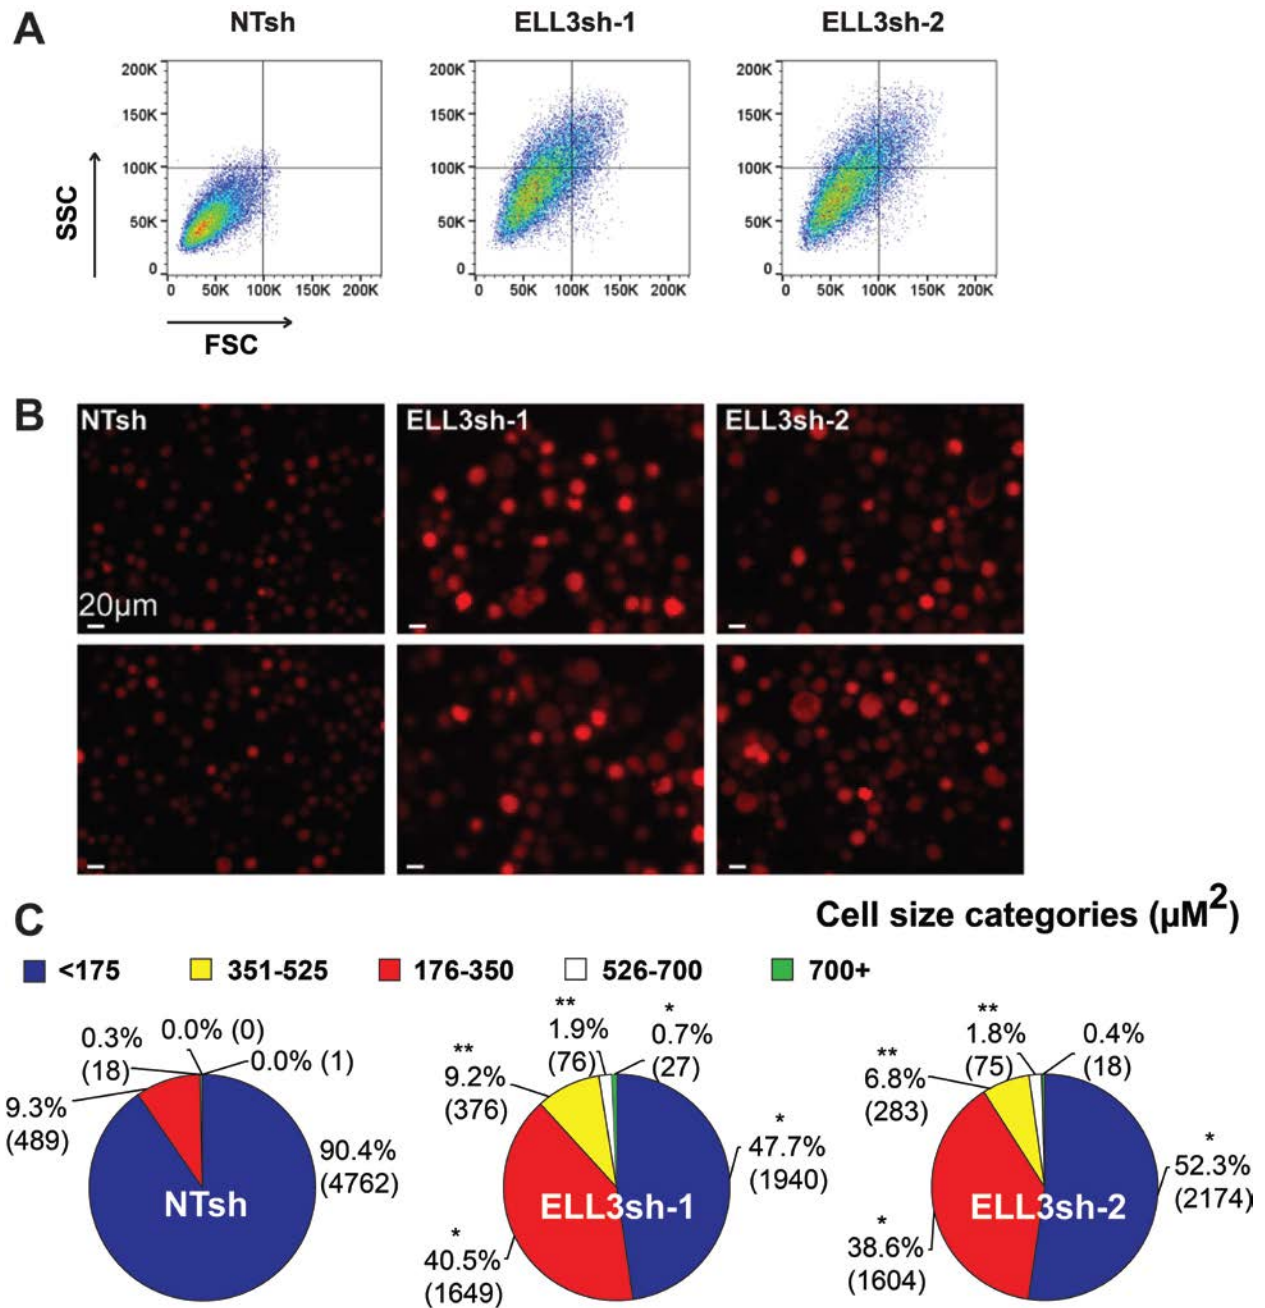 A
NTsh
ELL3sh-1
ELL3sh-2
200K
150K
100K
50K
0
0 50K 100K 150K 200K
200K
150K
100K
50K
0
0 50K 100K 150K 200K
200K
150K
100K
50K
0
0 50K 100K 150K 200K
SSC
FSC
B
NTsh
ELL3sh-1
ELL3sh-2
20µm
C
Cell size categories (µM²)
<175
351-525
176-350
526-700
700+
0.3%
(18)
0.0% (0)
0.0% (1)
9.3%
(489)
90.4%
(4762)
NTsh
**
9.2%
(376)
**
1.9%
(76)
*
0.7%
(27)
*
47.7%
(1940)
*
40.5%
(1649)
ELL3sh-1
**
6.8%
(283)
**
1.8%
(75)
0.4%
(18)
*
52.3%
(2174)
*
38.6%
(1604)
ELL3sh-2